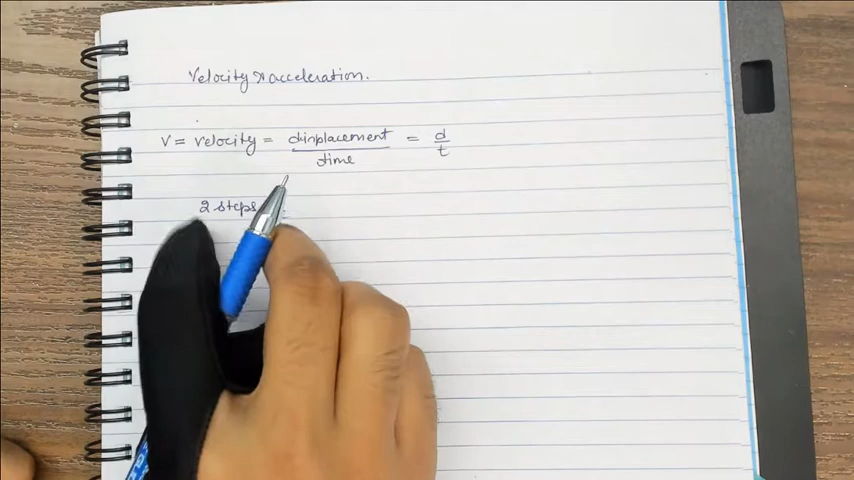 Velocity & acceleration.
V = velocity = displacement / time = d / t
2 steps